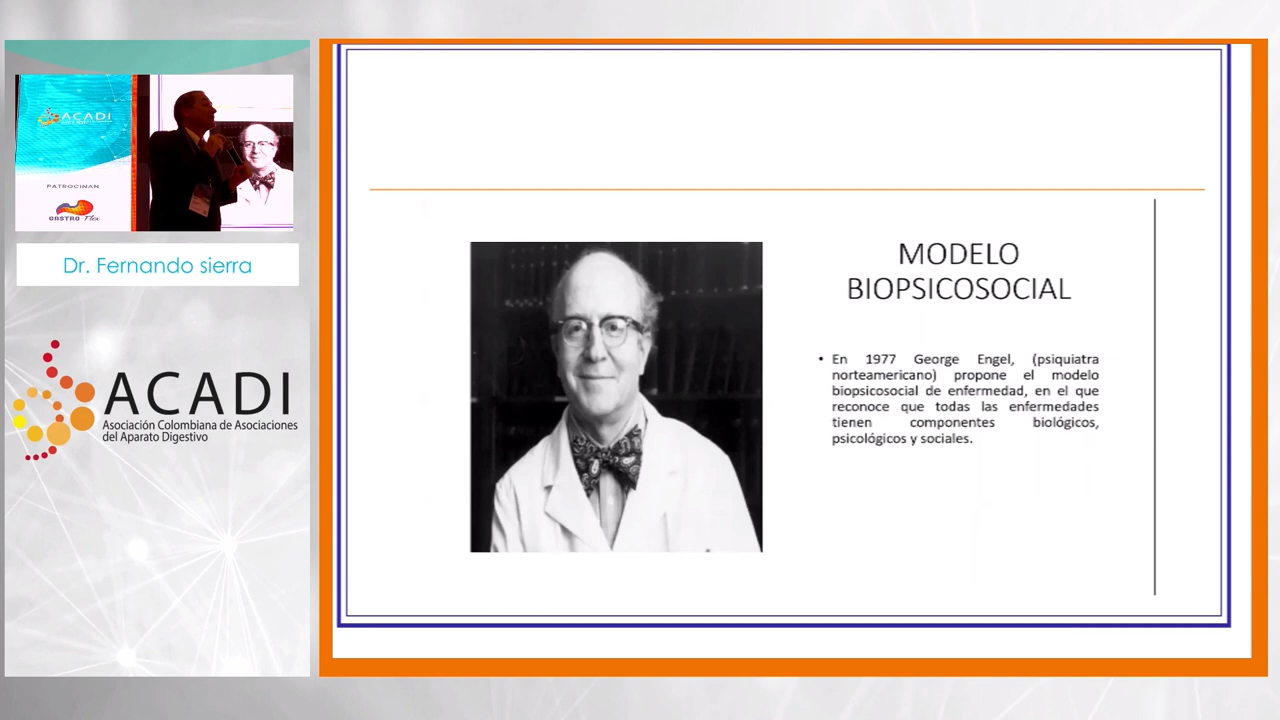 ACADI
PATROCINAN
GASTRO Flex
Dr. Fernando sierra
ACADI
Asociación Colombiana de Asociaciones
del Aparato Digestivo
MODELO
BIOPSICOSOCIAL
• En 1977 George Engel, (psiquiatra
norteamericano) propone el modelo
biopsicosocial de enfermedad, en el que
reconoce que todas las enfermedades
tienen componentes biológicos,
psicológicos y sociales.